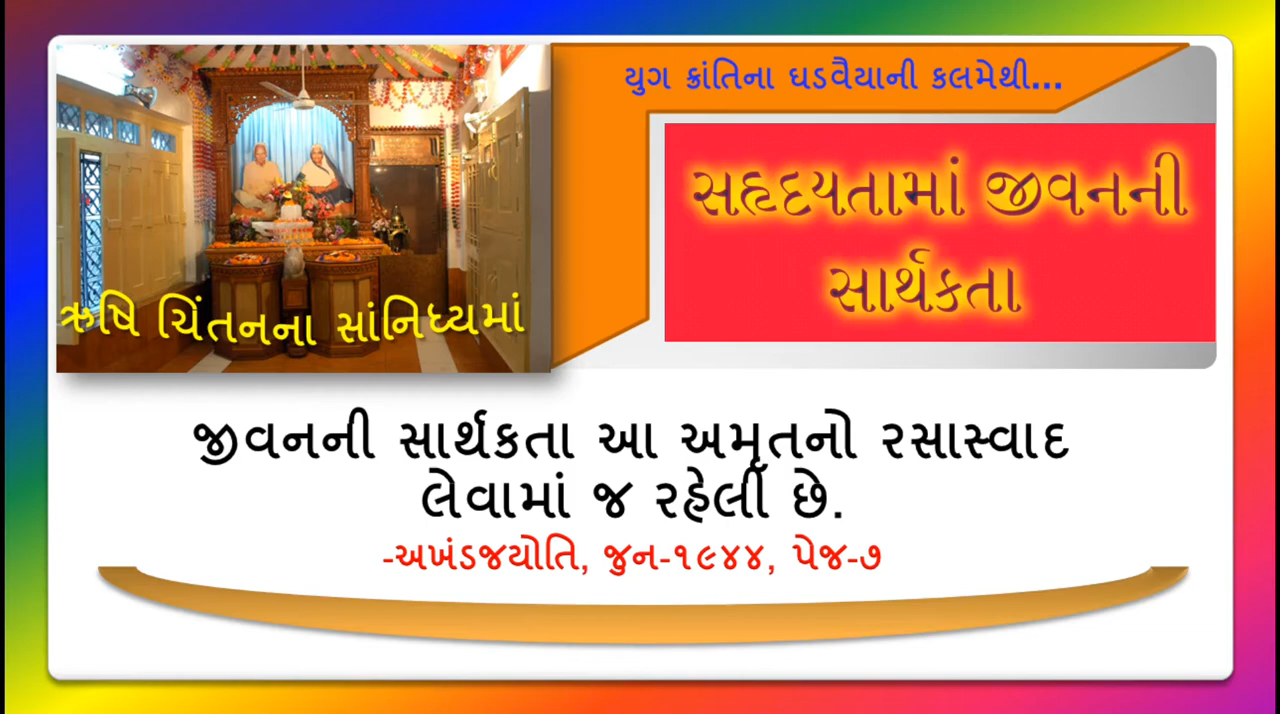 યુગ ક્રાંતિના ઘડવૈયાની કલમેથી...
સહૃદયતામાં જીવનની
સાર્થકતા
ઋષિ ચિંતનના સાંનિધ્યમાં
જીવનની સાર્થકતા આ અમૃતનો રસાસ્વાદ
લેવામાં જ રહેલી છે.
-અખંડજયોતિ, જુન-૧૯૪૪, પેજ-૭